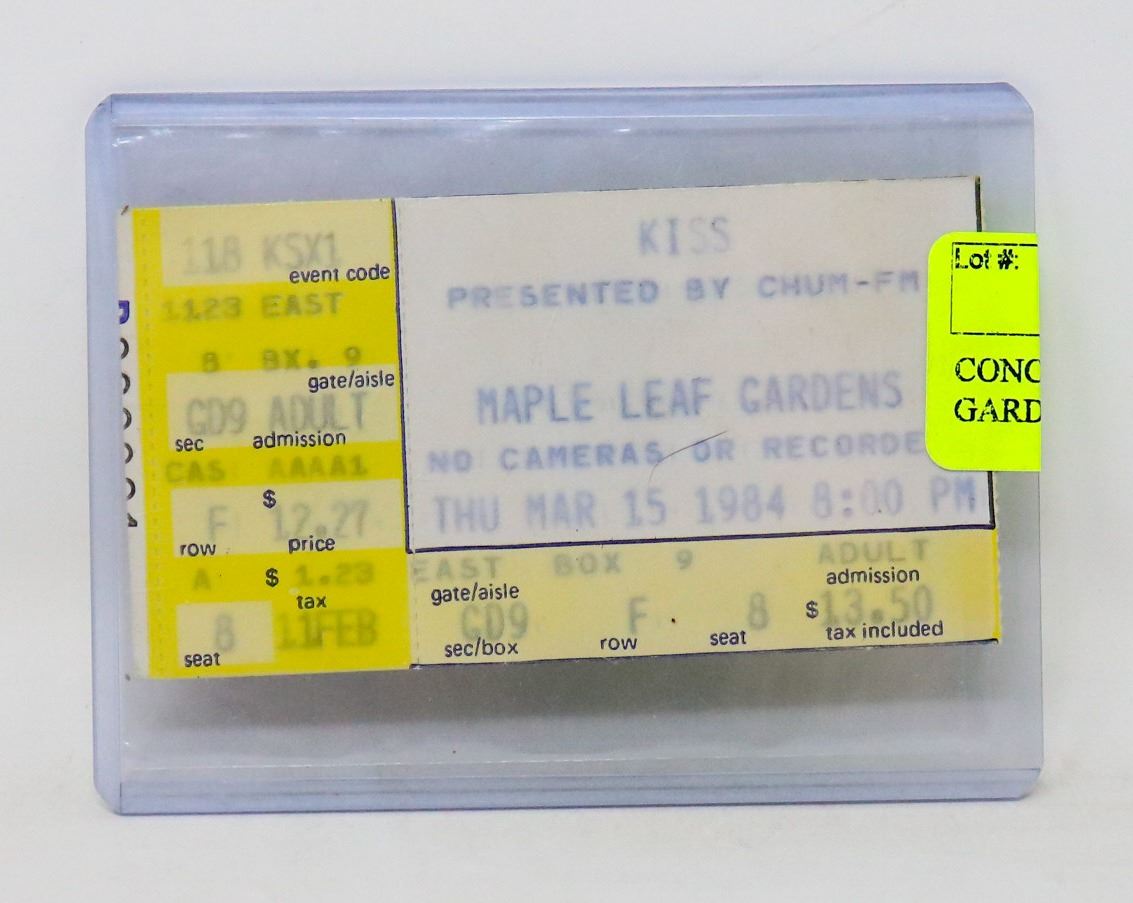 118 KSX1
event code
1123 EAST
8 BX. 9
gate/aisle
GD9 ADULT
sec admission
CAS AAAA1
$
F 12.27
row price
A $ 1.23
tax
8 11FEB
seat
KISS
PRESENTED BY CHUM-FM
MAPLE LEAF GARDENS
NO CAMERAS OR RECORDE
THU MAR 15 1984 8:00 PM
EAST BOX 9 ADULT
gate/aisle admission
GD9 F 8 $ 13.50
sec/box row seat tax included
Lot #:
CONC
GARD